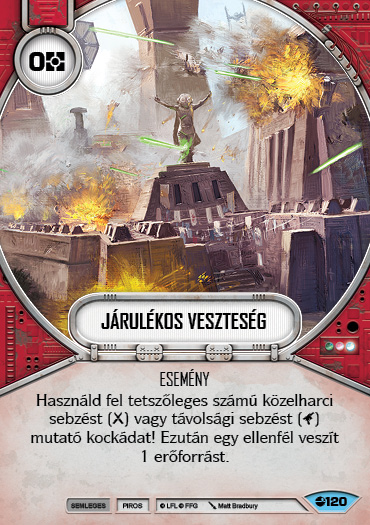 0
JÁRULÉKOS VESZTESÉG
ESEMÉNY
Használd fel tetszőleges számú közelharci
sebzést ( ) vagy távolsági sebzést ( )
mutató kockádat! Ezután egy ellenfél veszít
1 erőforrást.
SEMLEGES PIROS © LFL © FFG Matt Bradbury 120